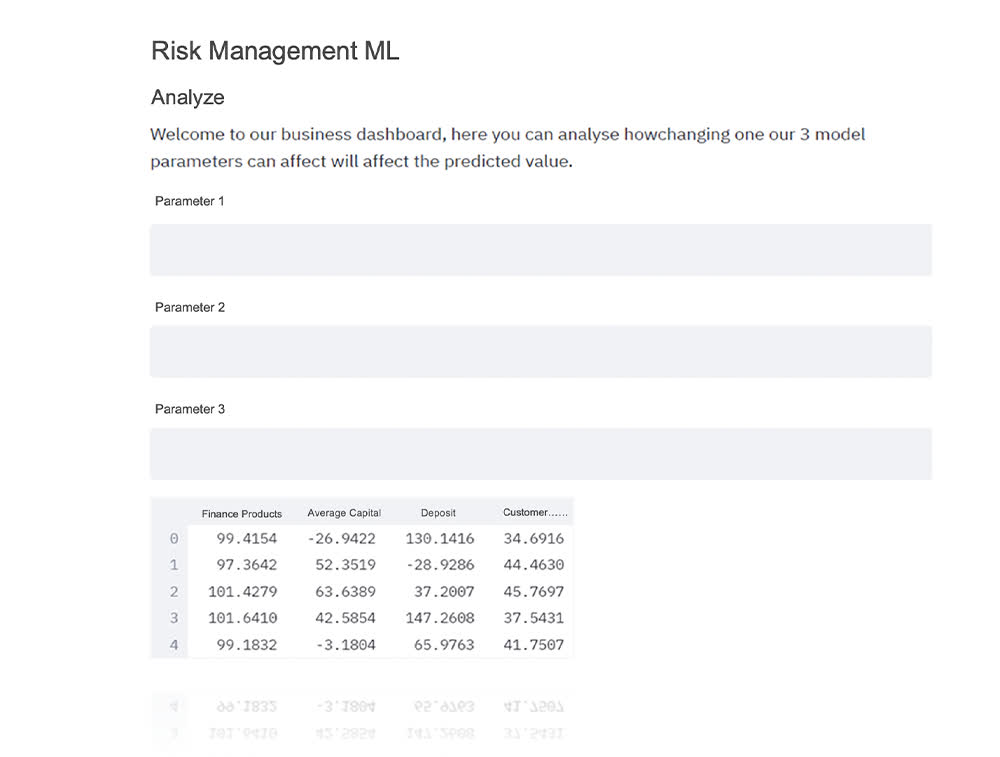 Risk Management ML
Analyze
Welcome to our business dashboard, here you can analyse howchanging one our 3 model
parameters can affect will affect the predicted value.
Parameter 1
Parameter 2
Parameter 3
Finance Products Average Capital Deposit Customer......
0 99.4154 -26.9422 130.1416 34.6916
1 97.3642 52.3519 -28.9286 44.4630
2 101.4279 63.6389 37.2007 45.7697
3 101.6410 42.5854 147.2608 37.5431
4 99.1832 -3.1804 65.9763 41.7507